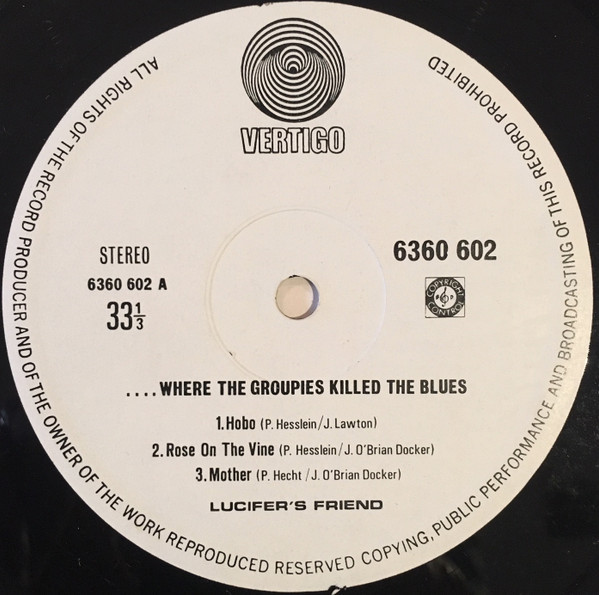 VERTIGO
STEREO
6360 602 A
33⅓
6360 602
COPYRIGHT
CONTROL
....WHERE THE GROUPIES KILLED THE BLUES
1.Hobo (P. Hesslein/J. Lawton)
2.Rose On The Vine (P. Hesslein/J. O'Brian Docker)
3.Mother (P. Hecht /J. O'Brian Docker)
LUCIFER'S FRIEND
ALL RIGHTS OF THE RECORD PRODUCER AND OF THE OWNER OF THE WORK REPRODUCED RESERVED COPYING, PUBLIC PERFORMANCE AND BROADCASTING OF THIS RECORD PROHIBITED